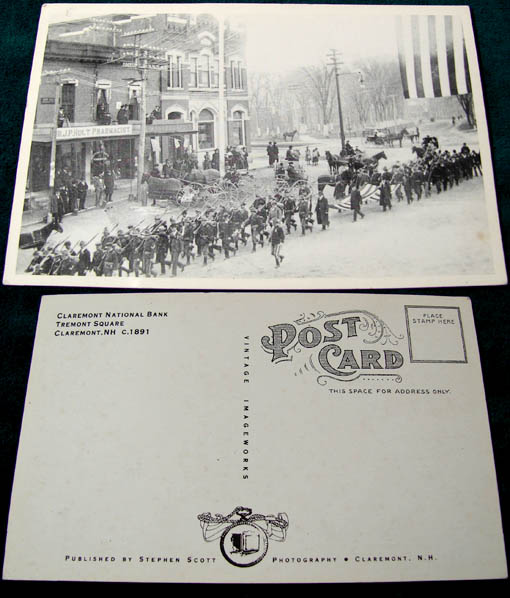 B.J.P. HOLT PHARMACIST
CLAREMONT NATIONAL BANK
TREMONT SQUARE
CLAREMONT, NH C.1891
VINTAGE IMAGEWORKS
POST CARD
PLACE
STAMP HERE
THIS SPACE FOR ADDRESS ONLY.
PUBLISHED BY STEPHEN SCOTT PHOTOGRAPHY • CLAREMONT, N.H.